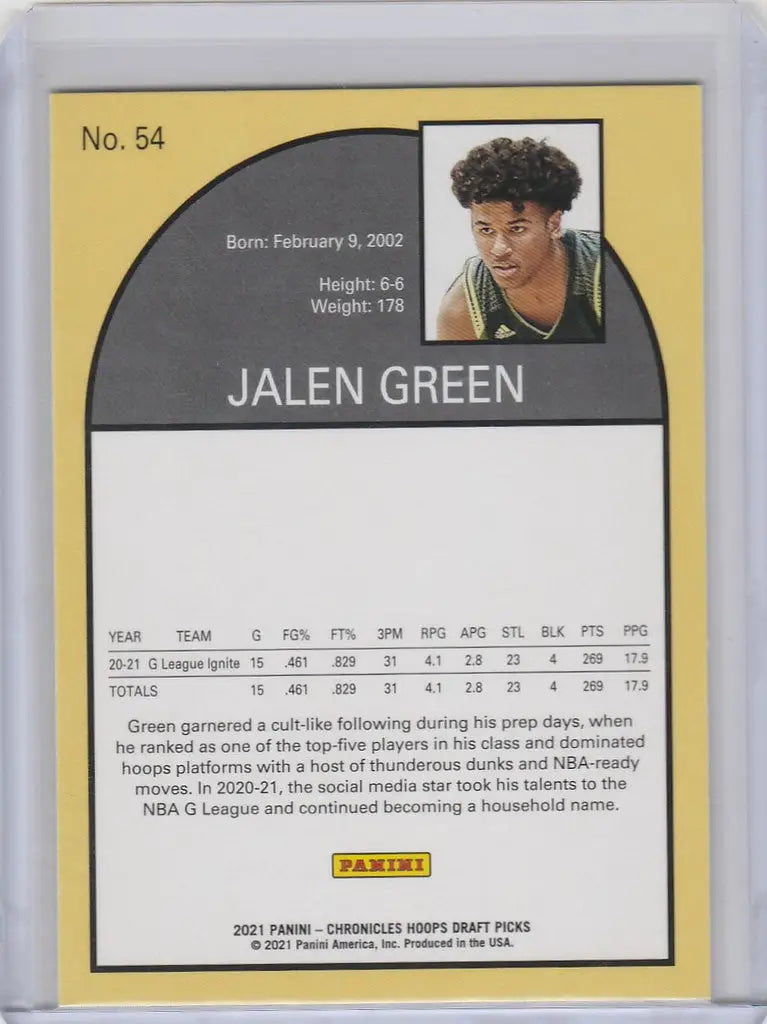 No. 54
Born: February 9, 2002
Height: 6-6
Weight: 178
JALEN GREEN
YEAR TEAM G FG% FT% 3PM RPG APG STL BLK PTS PPG
20-21 G League Ignite 15 .461 .829 31 4.1 2.8 23 4 269 17.9
TOTALS 15 .461 .829 31 4.1 2.8 23 4 269 17.9
Green garnered a cult-like following during his prep days, when
he ranked as one of the top-five players in his class and dominated
hoops platforms with a host of thunderous dunks and NBA-ready
moves. In 2020-21, the social media star took his talents to the
NBA G League and continued becoming a household name.
PANINI
2021 PANINI – CHRONICLES HOOPS DRAFT PICKS
© 2021 Panini America, Inc. Produced in the USA.